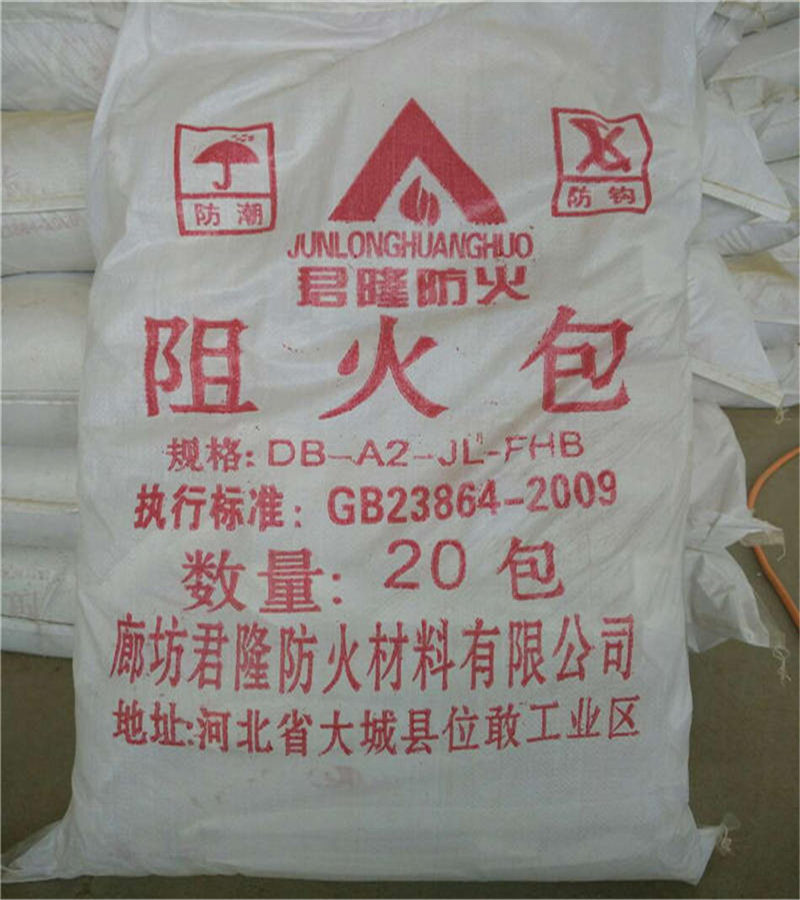 防潮
防钩
JUNLONGHUANGHUO
君隆防火
阻火包
规格:DB-A2-JL-FHB
执行标准:GB23864-2009
数量:20包
廊坊君隆防火材料有限公司
地址:河北省大城县位敢工业区